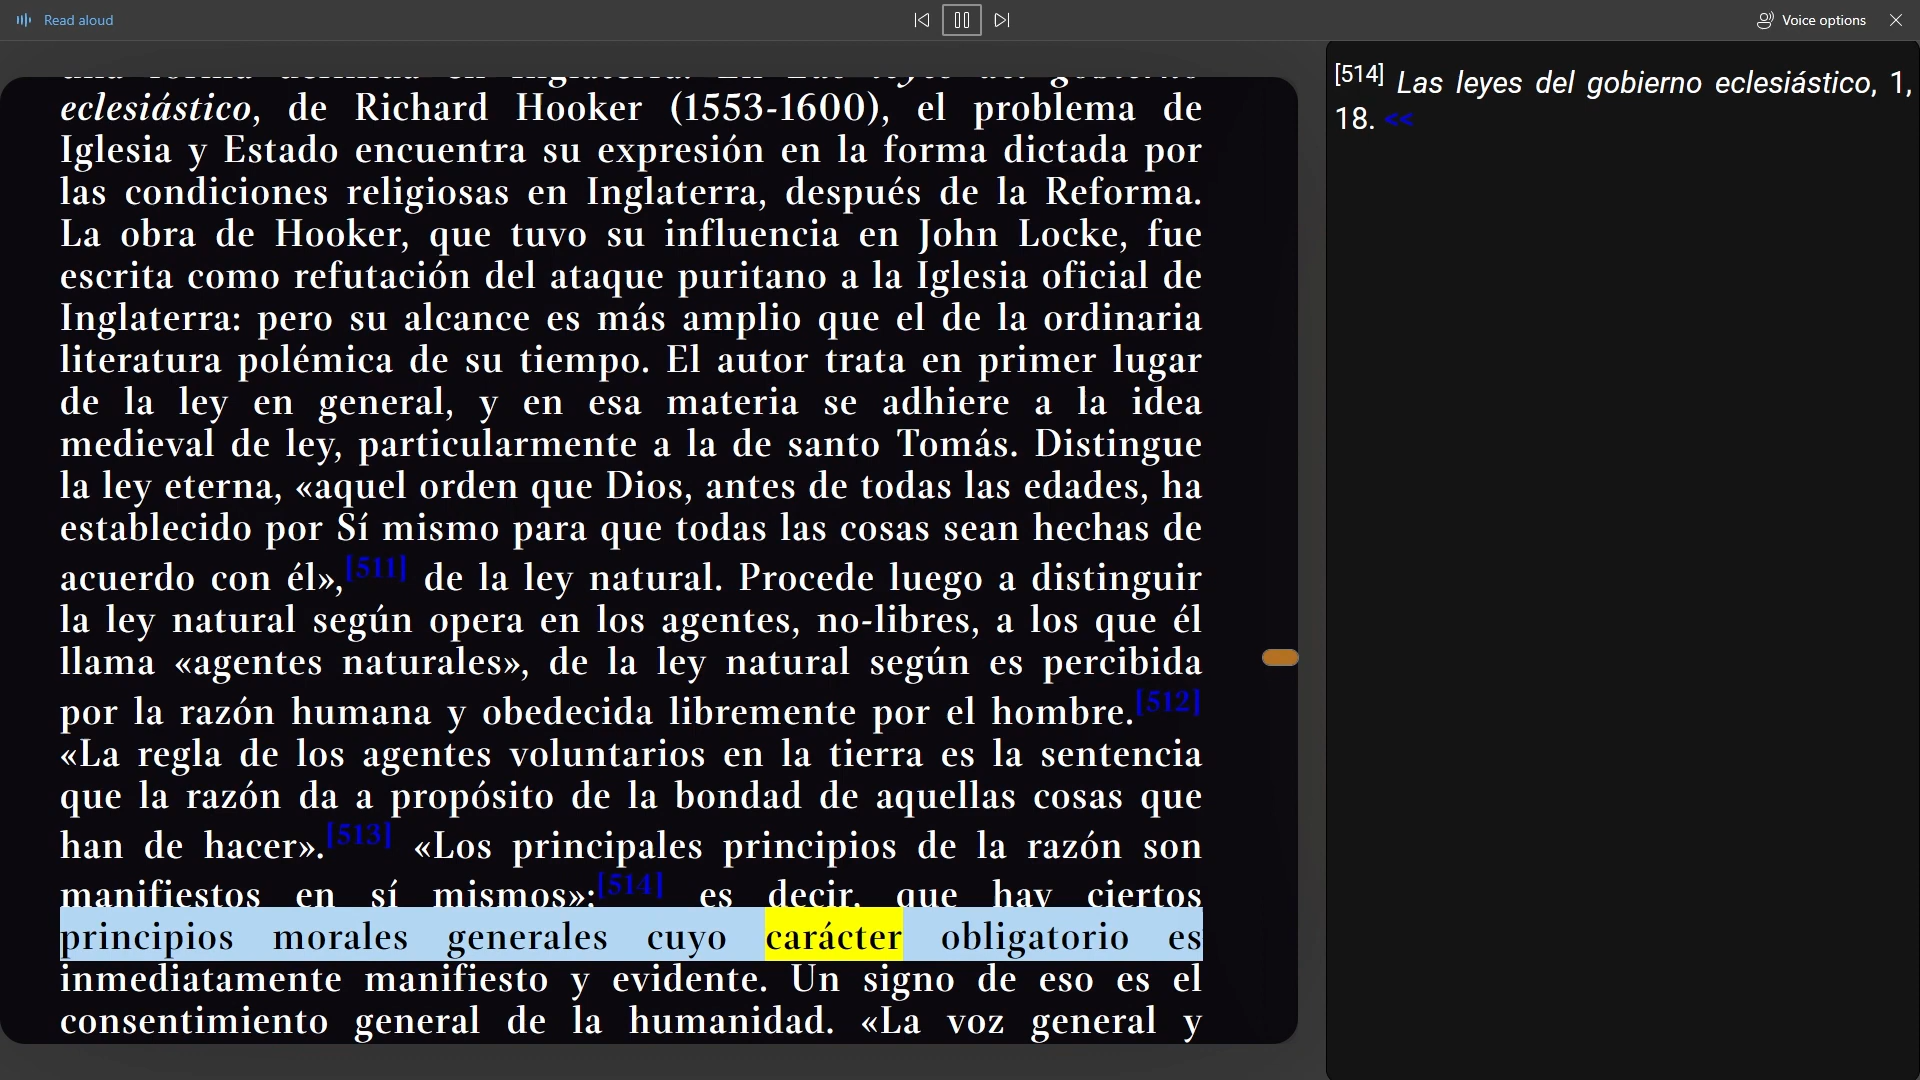 Read aloud
Voice options
eclesiástico, de Richard Hooker (1553-1600), el problema de
Iglesia y Estado encuentra su expresión en la forma dictada por
las condiciones religiosas en Inglaterra, después de la Reforma.
La obra de Hooker, que tuvo su influencia en John Locke, fue
escrita como refutación del ataque puritano a la Iglesia oficial de
Inglaterra: pero su alcance es más amplio que el de la ordinaria
literatura polémica de su tiempo. El autor trata en primer lugar
de la ley en general, y en esa materia se adhiere a la idea
medieval de ley, particularmente a la de santo Tomás. Distingue
la ley eterna, «aquel orden que Dios, antes de todas las edades, ha
establecido por Sí mismo para que todas las cosas sean hechas de
acuerdo con él»,[511] de la ley natural. Procede luego a distinguir
la ley natural según opera en los agentes, no-libres, a los que él
llama «agentes naturales», de la ley natural según es percibida
por la razón humana y obedecida libremente por el hombre.[512]
«La regla de los agentes voluntarios en la tierra es la sentencia
que la razón da a propósito de la bondad de aquellas cosas que
han de hacer».[513] «Los principales principios de la razón son
manifiestos en sí mismos»;[514] es decir, que hay ciertos
principios morales generales cuyo carácter obligatorio es
inmediatamente manifiesto y evidente. Un signo de eso es el
consentimiento general de la humanidad. «La voz general y
[514] Las leyes del gobierno eclesiástico, 1,
18. <<